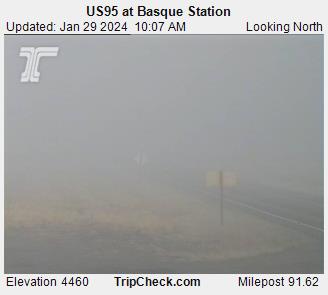 US95 at Basque Station
Updated: Jan 29 2024 10:07 AM Looking North
Elevation 4460 TripCheck.com Milepost 91.62